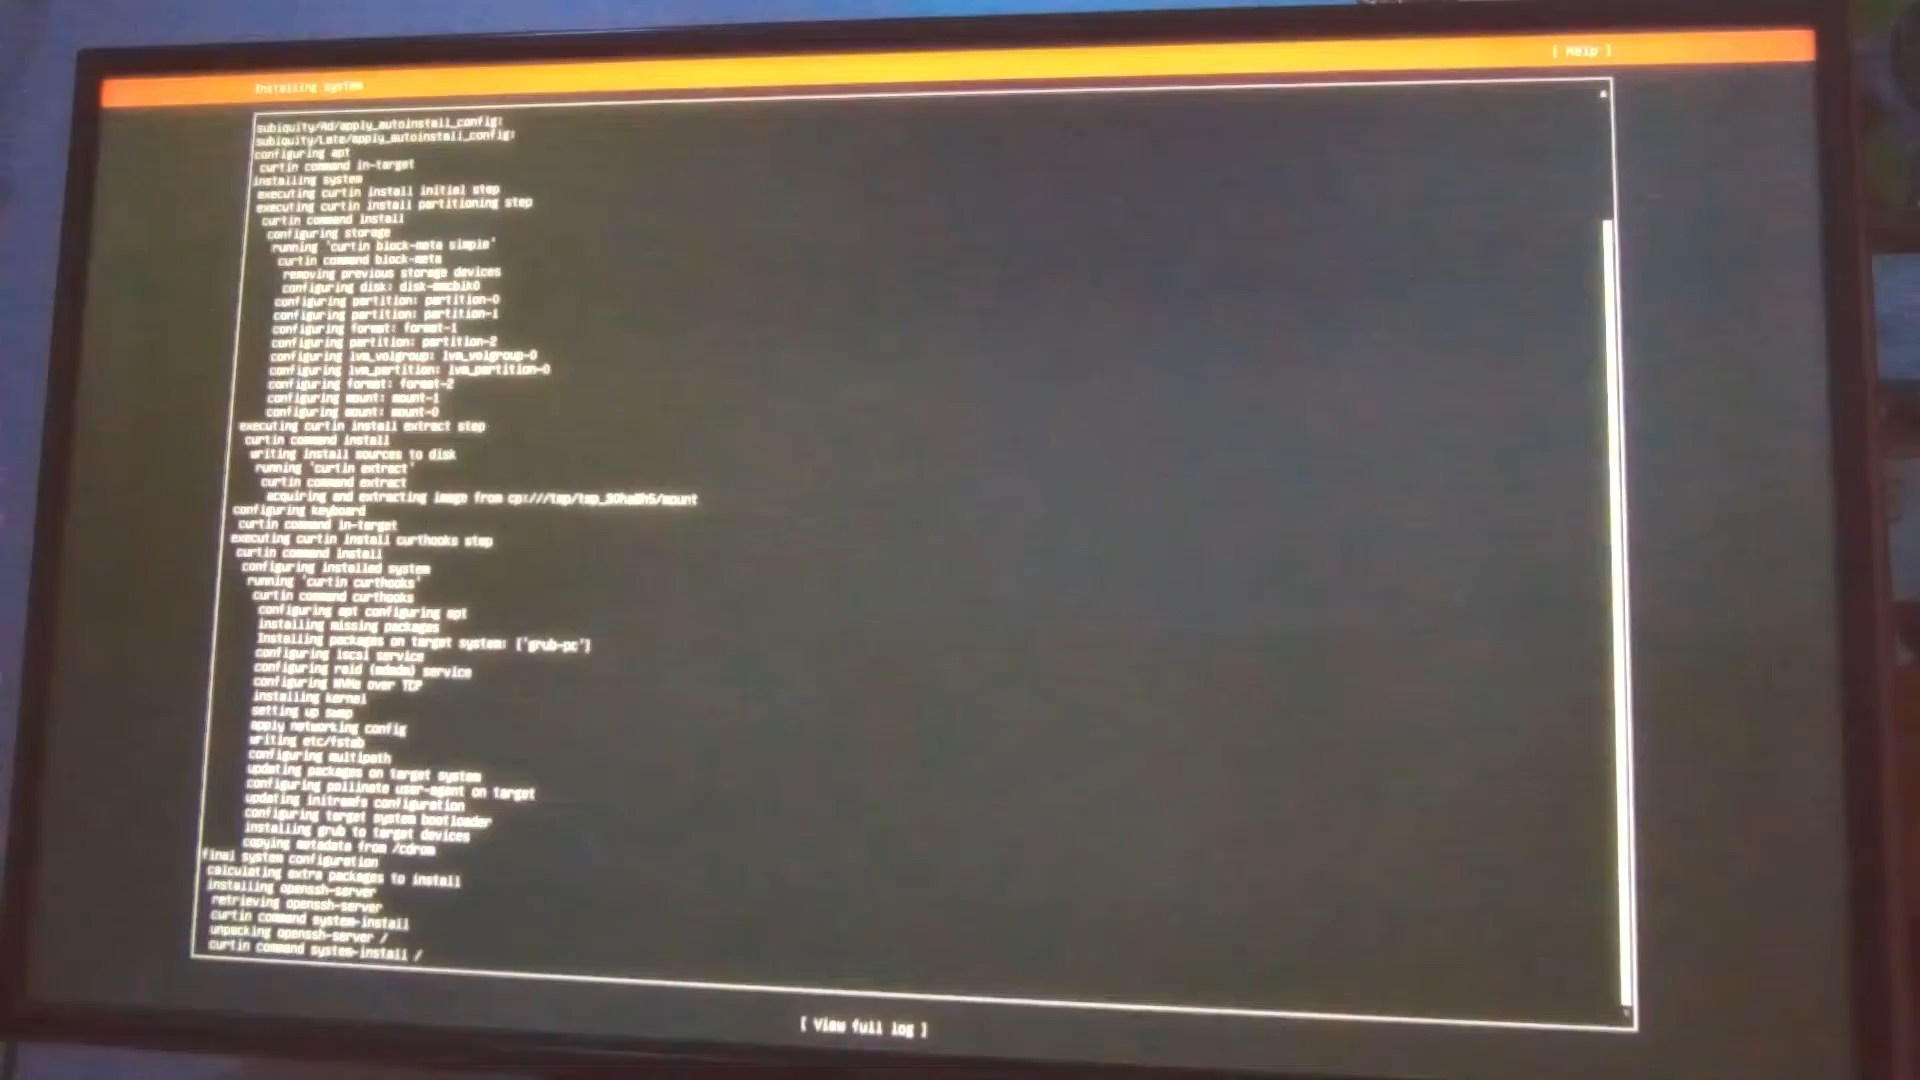 Installing system
[ Help ]
subiquity/Ad/apply_autoinstall_config:
subiquity/Late/apply_autoinstall_config:
configuring apt
curtin command in-target
installing system
executing curtin install initial step
executing curtin install partitioning step
curtin command install
configuring storage
running 'curtin block-meta simple'
curtin command block-meta
removing previous storage devices
configuring disk: disk-mmcblk0
configuring partition: partition-0
configuring partition: partition-1
configuring format: format-1
configuring partition: partition-2
configuring lvm_volgroup: lvm_volgroup-0
configuring lvm_partition: lvm_partition-0
configuring format: format-2
configuring mount: mount-1
configuring mount: mount-0
executing curtin install extract step
curtin command install
writing install sources to disk
running 'curtin extract'
curtin command extract
acquiring and extracting image from
configuring keyboard
curtin command in-target
executing curtin install curthooks step
curtin command install
configuring installed system
running 'curtin curthooks'
curtin command curthooks
configuring apt configuring apt
installing missing packages
Installing packages on target system: ['grub-pc']
configuring iscsi service
configuring raid (mdadm) service
configuring NVMe over TCP
installing kernel
setting up swap
apply networking config
writing etc/fstab
configuring multipath
updating packages on target system
configuring pollinate user-agent on target
updating initramfs configuration
configuring target system bootloader
installing grub to target devices
copying metadata from /cdrom
final system configuration
calculating extra packages to install
installing openssh-server
retrieving openssh-server
curtin command system-install
unpacking openssh-server /
curtin command system-install /
[ View full log ]